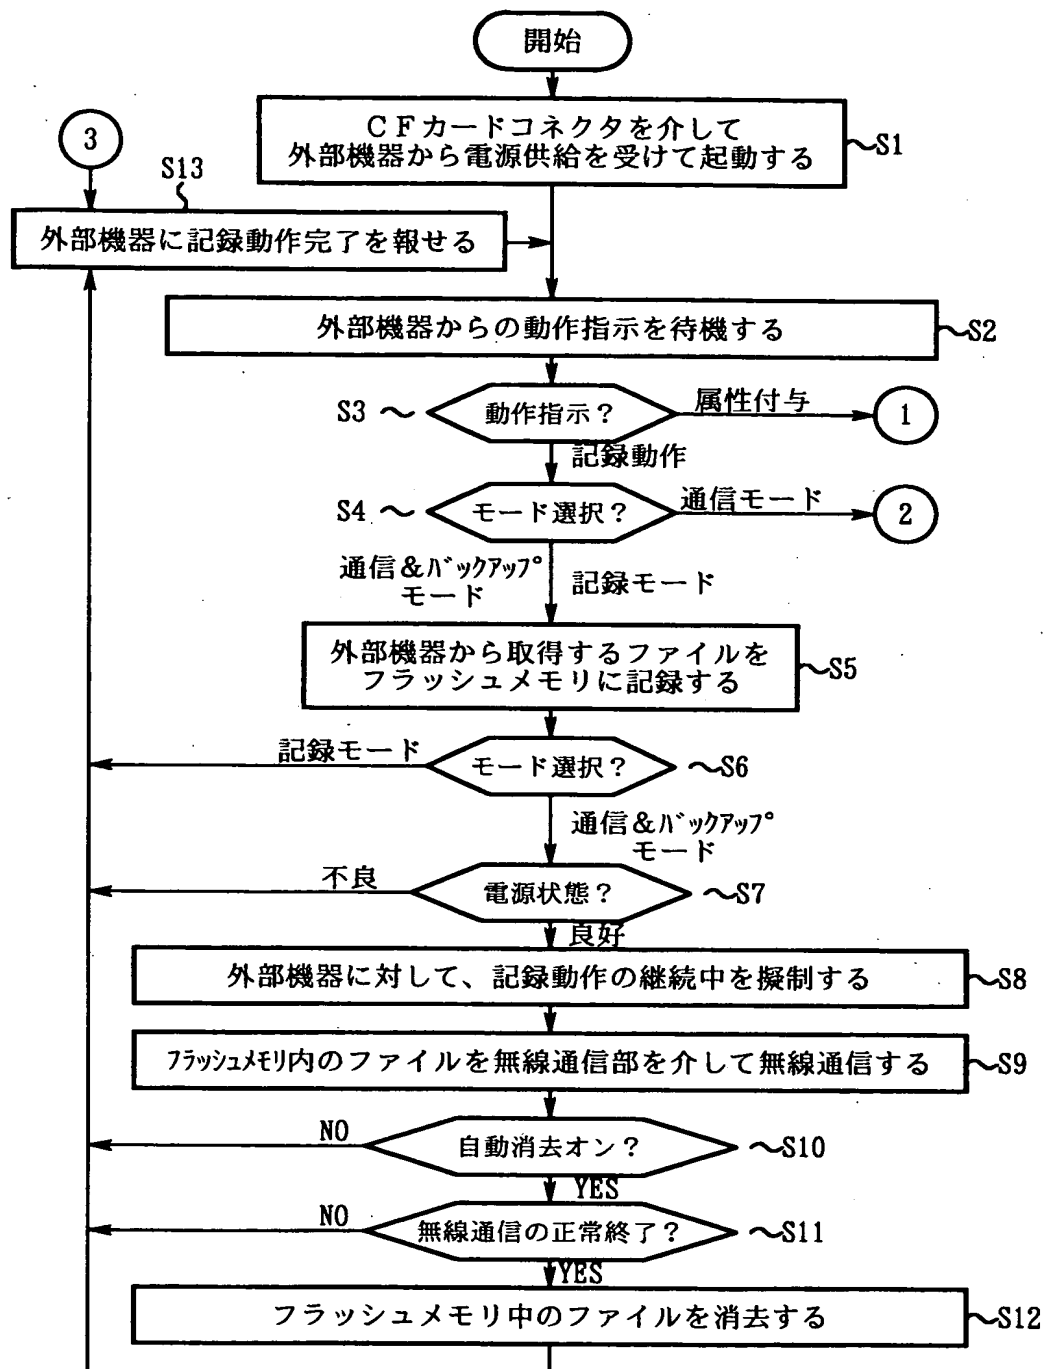 開始
CFカードコネクタを介して
外部機器から電源供給を受けて起動する
S1
3
S13
外部機器に記録動作完了を報せる
外部機器からの動作指示を待機する
S2
S3
動作指示?
属性付与
1
記録動作
S4
モード選択?
通信モード
2
通信&バックアップ
モード
記録モード
外部機器から取得するファイルを
フラッシュメモリに記録する
S5
記録モード
モード選択?
S6
通信&バックアップ
モード
不良
電源状態?
S7
良好
外部機器に対して、記録動作の継続中を擬制する
S8
フラッシュメモリ内のファイルを無線通信部を介して無線通信する
S9
NO
自動消去オン?
S10
YES
NO
無線通信の正常終了?
S11
YES
フラッシュメモリ中のファイルを消去する
S12